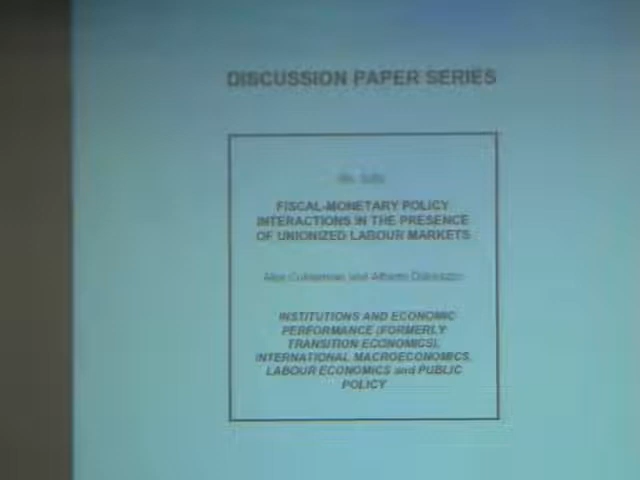 DISCUSSION PAPER SERIES
FISCAL-MONETARY POLICY
INTERACTIONS IN THE PRESENCE
OF UNIONIZED LABOUR MARKETS
Alex Cukierman and Alberto Dalmazzo
INSTITUTIONS AND ECONOMIC
PERFORMANCE (FORMERLY
TRANSITION ECONOMICS),
INTERNATIONAL MACROECONOMICS,
LABOUR ECONOMICS and PUBLIC
POLICY